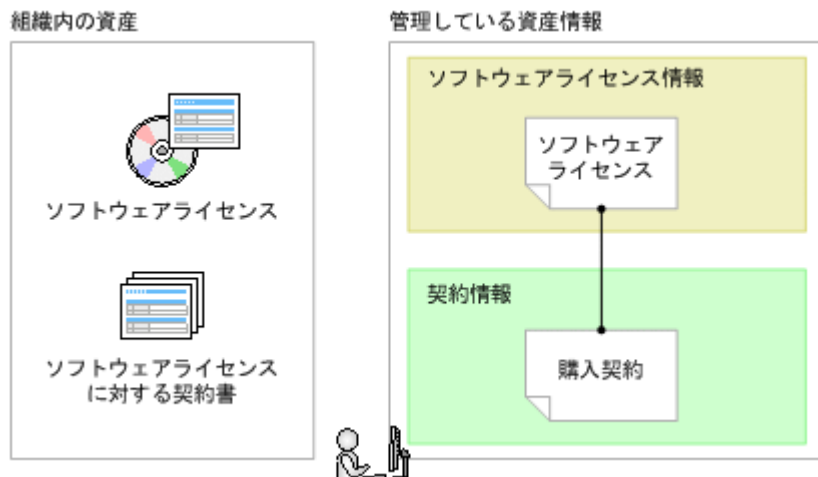 組織内の資産
ソフトウェアライセンス
ソフトウェアライセンス
に対する契約書
管理している資産情報
ソフトウェアライセンス情報
ソフトウェア
ライセンス
契約情報
購入契約